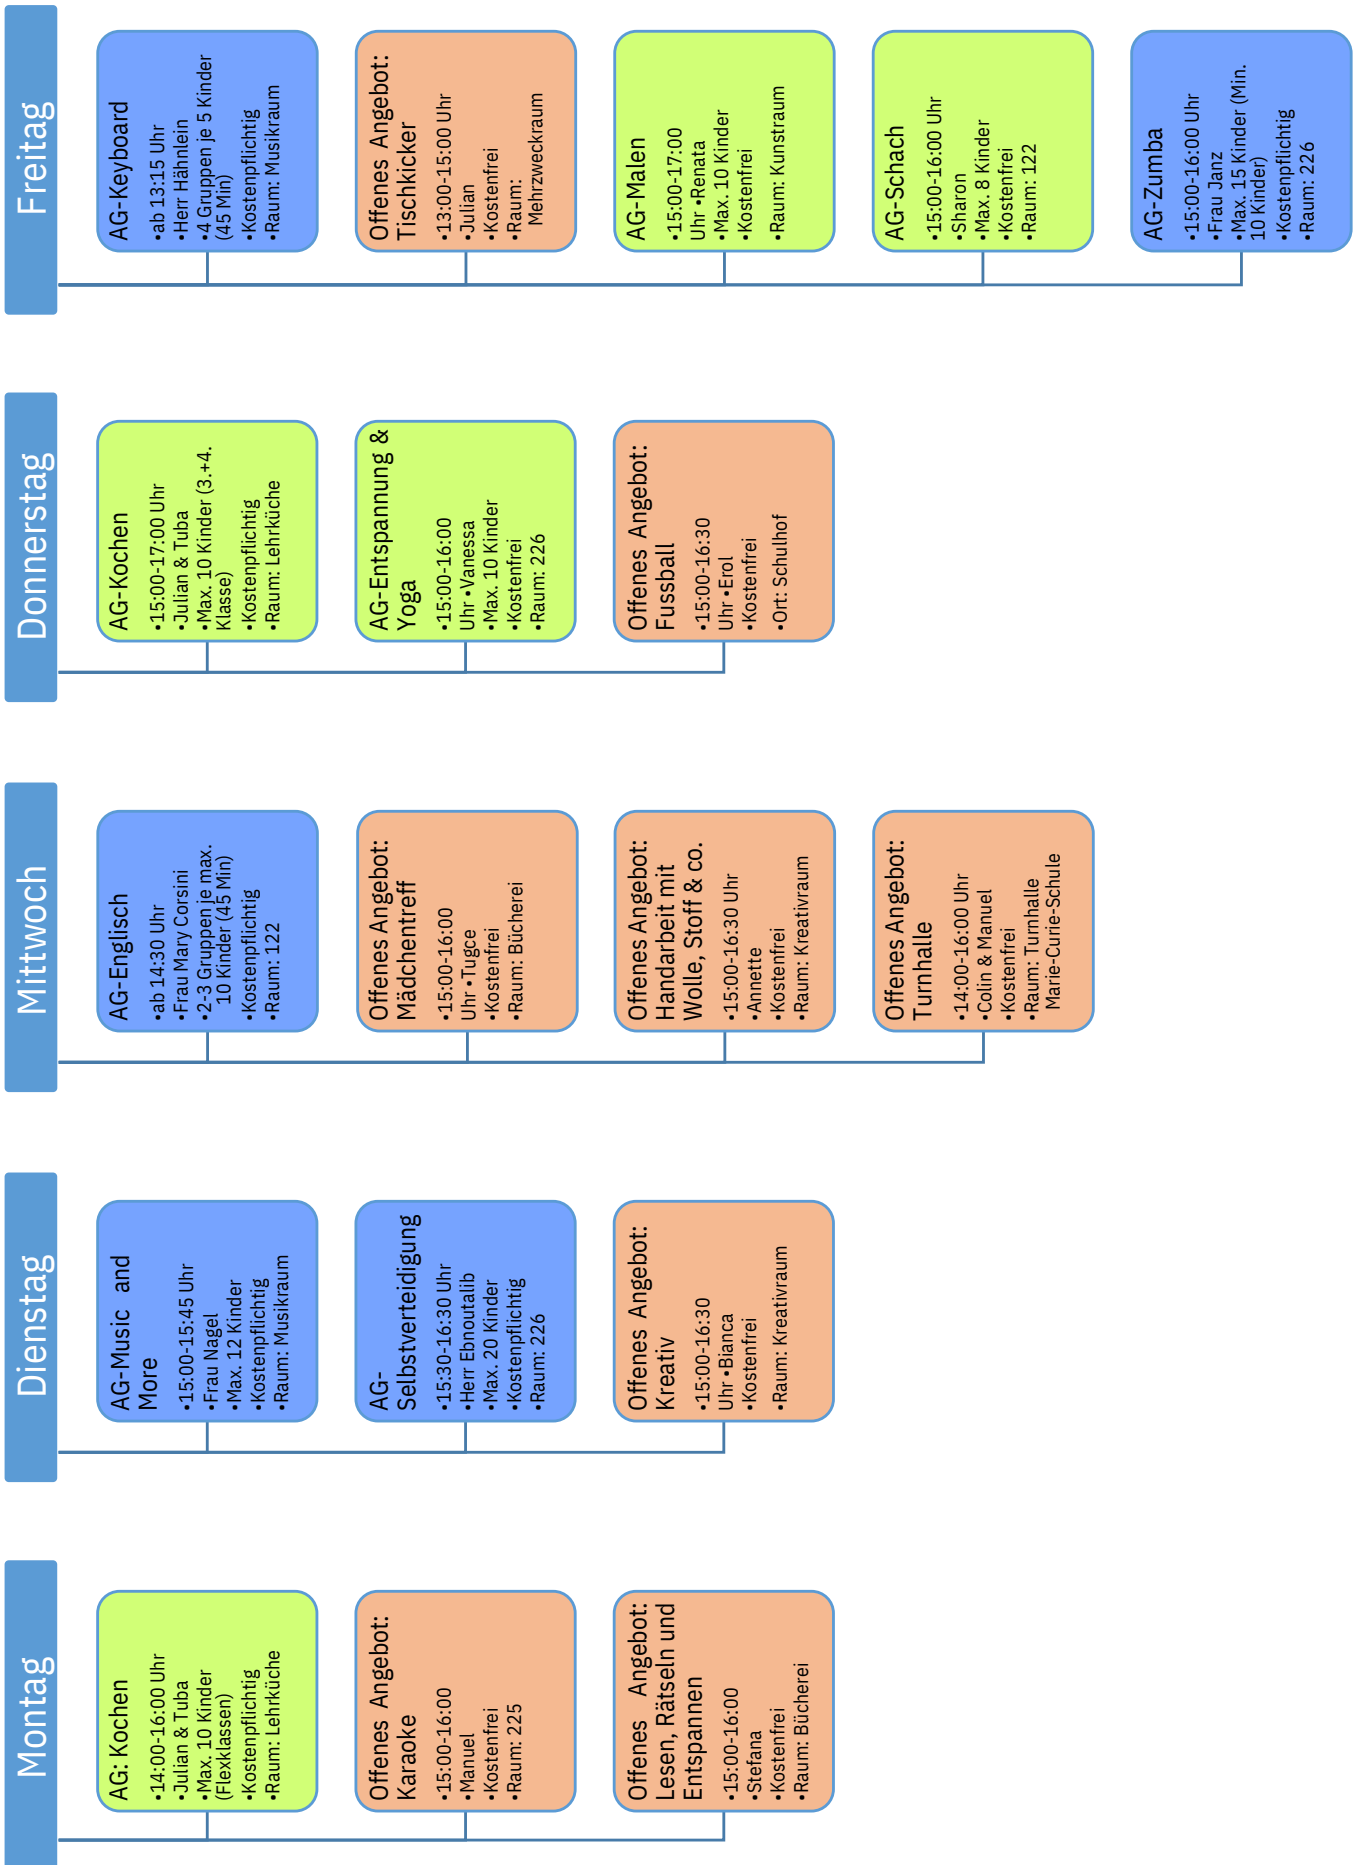 Montag
AG: Kochen
•14:00-16:00 Uhr
•Julian & Tuba
•Max. 10 Kinder
(Flexklassen)
•Kostenpflichtig
•Raum: Lehrküche
Offenes Angebot:
Karaoke
•15:00-16:00
•Manuel
•Kostenfrei
•Raum: 225
Offenes Angebot:
Lesen, Rätseln und
Entspannen
•15:00-16:00
•Stefana
•Kostenfrei
•Raum: Bücherei
Dienstag
AG-Music and
More
•15:00-15:45 Uhr
•Frau Nagel
•Max. 12 Kinder
•Kostenpflichtig
•Raum: Musikraum
AG-
Selbstverteidigung
•15:30-16:30 Uhr
•Herr Ebnoutalib
•Max. 20 Kinder
•Kostenpflichtig
•Raum: 226
Offenes Angebot:
Kreativ
•15:00-16:30
Uhr •Bianca
•Kostenfrei
•Raum: Kreativraum
Mittwoch
AG-Englisch
•ab 14:30 Uhr
•Frau Mary Corsini
•2-3 Gruppen je max.
10 Kinder (45 Min)
•Kostenpflichtig
•Raum: 122
Offenes Angebot:
Mädchentreff
•15:00-16:00
Uhr •Tugce
•Kostenfrei
•Raum: Bücherei
Offenes Angebot:
Handarbeit mit
Wolle, Stoff & co.
•15:00-16:30 Uhr
•Annette
•Kostenfrei
•Raum: Kreativraum
Offenes Angebot:
Turnhalle
•14:00-16:00 Uhr
•Colin & Manuel
•Kostenfrei
•Raum: Turnhalle
Marie-Curie-Schule
Donnerstag
AG-Kochen
•15:00-17:00 Uhr
•Julian & Tuba
•Max. 10 Kinder (3.+4.
Klasse)
•Kostenpflichtig
•Raum: Lehrküche
AG-Entspannung &
Yoga
•15:00-16:00
Uhr •Vanessa
•Max. 10 Kinder
•Kostenfrei
•Raum: 226
Offenes Angebot:
Fussball
•15:00-16:30
Uhr •Erol
•Kostenfrei
•Ort: Schulhof
Freitag
AG-Keyboard
•ab 13:15 Uhr
•Herr Hähnlein
•4 Gruppen je 5 Kinder
(45 Min)
•Kostenpflichtig
•Raum: Musikraum
Offenes Angebot:
Tischkicker
•13:00-15:00 Uhr
•Julian
•Kostenfrei
•Raum:
Mehrzweckraum
AG-Malen
•15:00-17:00
Uhr •Renata
•Max. 10 Kinder
•Kostenfrei
•Raum: Kunstraum
AG-Schach
•15:00-16:00 Uhr
•Sharon
•Max. 8 Kinder
•Kostenfrei
•Raum: 122
AG-Zumba
•15:00-16:00 Uhr
•Frau Janz
•Max. 15 Kinder (Min.
10 Kinder)
•Kostenpflichtig
•Raum: 226